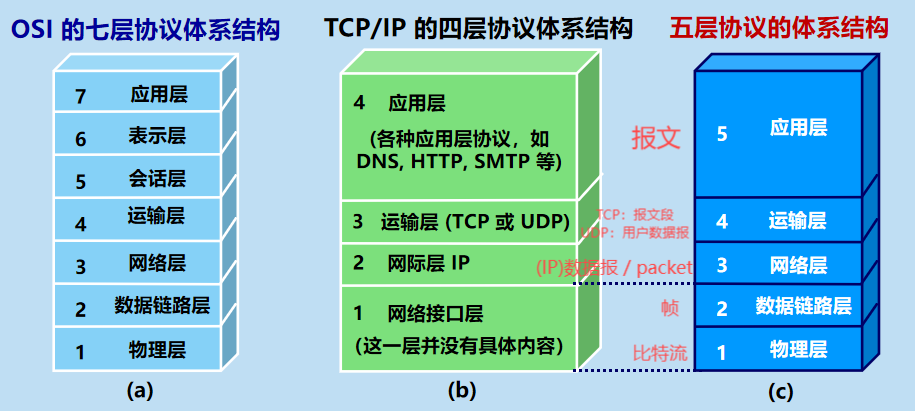 OSI 的七层协议体系结构
7 应用层
6 表示层
5 会话层
4 运输层
3 网络层
2 数据链路层
1 物理层
(a)
TCP/IP 的四层协议体系结构
4 应用层
(各种应用层协议，如
DNS, HTTP, SMTP 等)
3 运输层 (TCP 或 UDP)
2 网际层 IP
1 网络接口层
(这一层并没有具体内容)
(b)
报文
TCP：报文段
UDP：用户数据报
(IP)数据报 / packet
帧
比特流
五层协议的体系结构
5 应用层
4 运输层
3 网络层
2 数据链路层
1 物理层
(c)